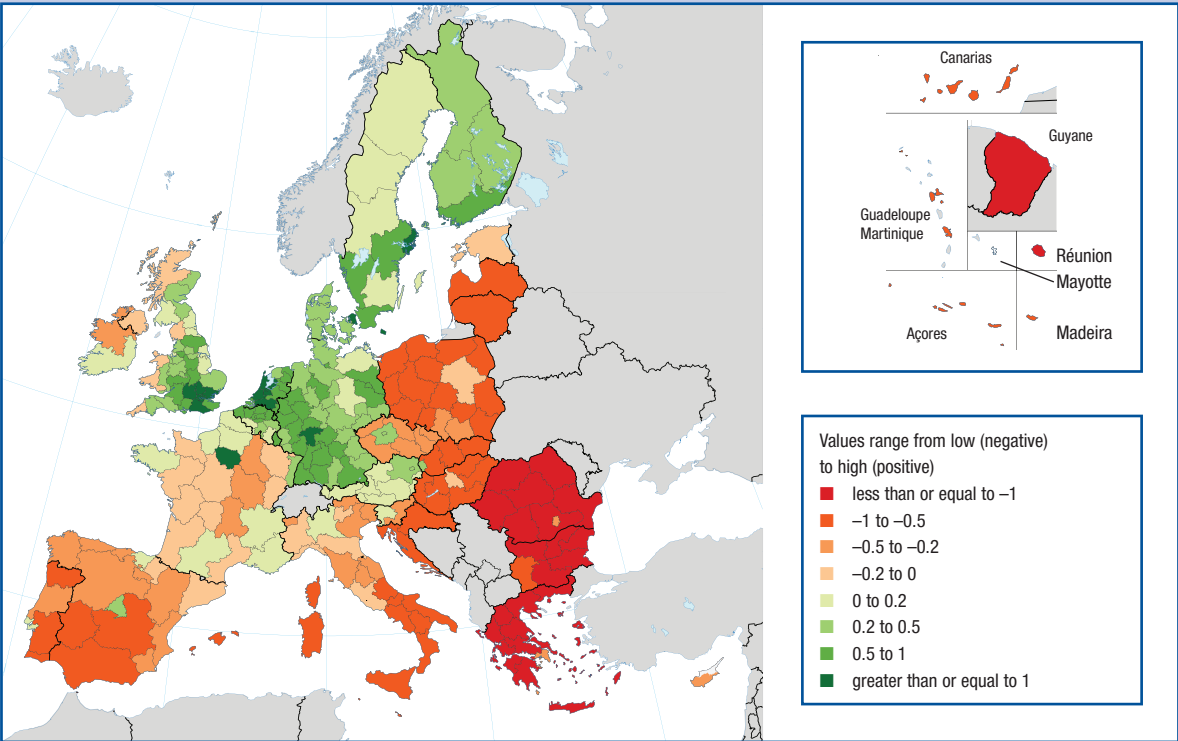 Canarias
Guyane
Guadeloupe
Martinique
Réunion
Mayotte
Açores
Madeira
Values range from low (negative)
to high (positive)
less than or equal to –1
–1 to –0.5
–0.5 to –0.2
–0.2 to 0
0 to 0.2
0.2 to 0.5
0.5 to 1
greater than or equal to 1